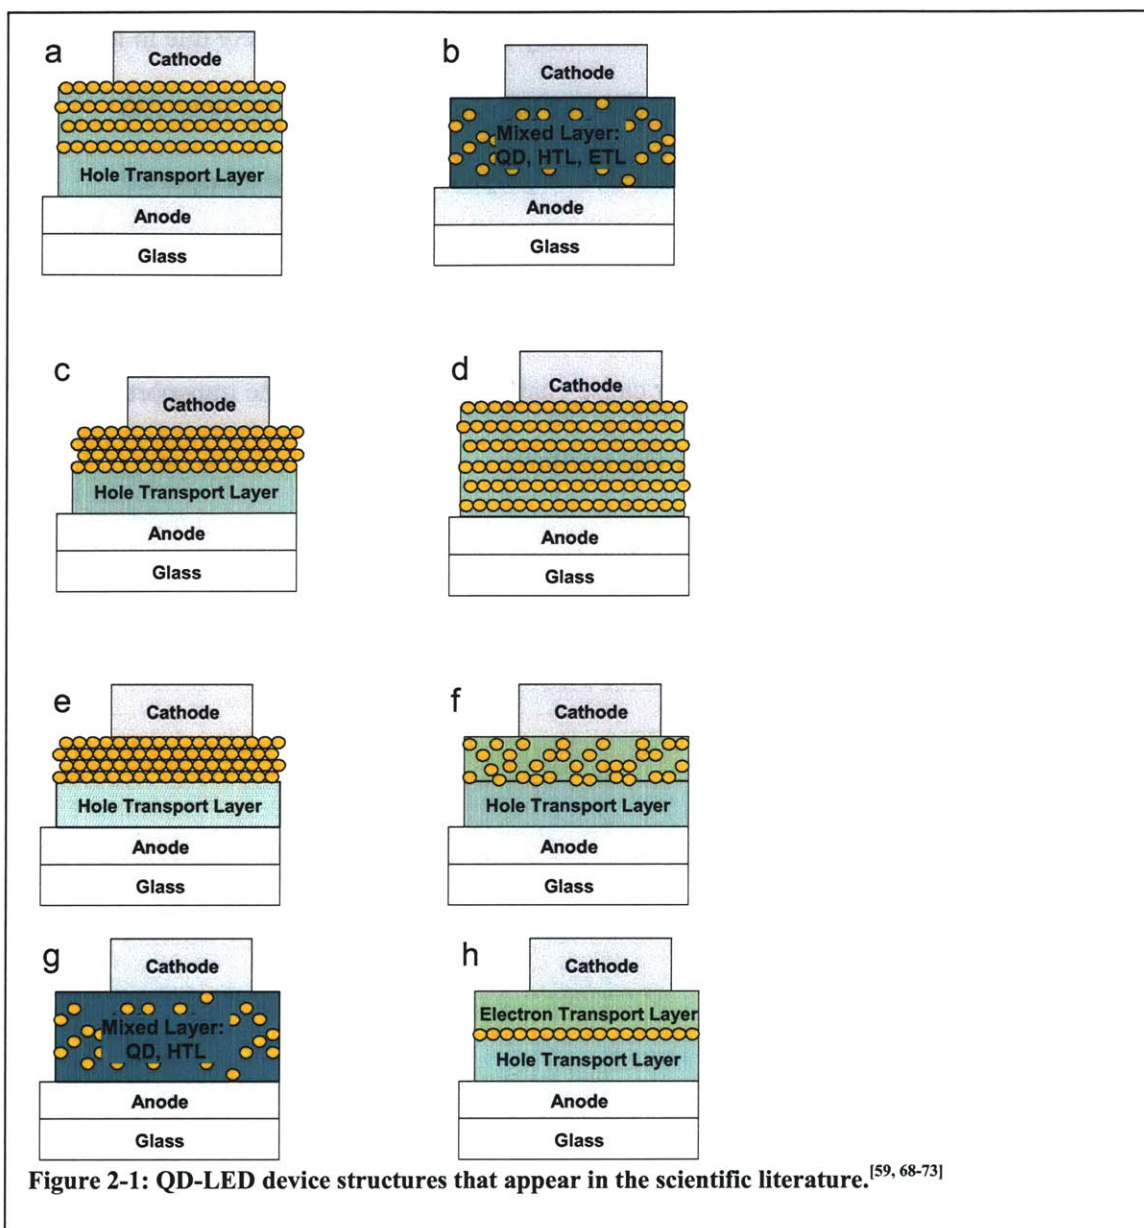 a
Cathode
Hole Transport Layer
Anode
Glass
b
Cathode
Mixed Layer:
QD, HTL, ETL
Anode
Glass
c
Cathode
Hole Transport Layer
Anode
Glass
d
Cathode
Anode
Glass
e
Cathode
Hole Transport Layer
Anode
Glass
f
Cathode
Hole Transport Layer
Anode
Glass
g
Cathode
Mixed Layer:
QD, HTL
Anode
Glass
h
Cathode
Electron Transport Layer
Hole Transport Layer
Anode
Glass
Figure 2-1: QD-LED device structures that appear in the scientific literature.[59, 68-73]